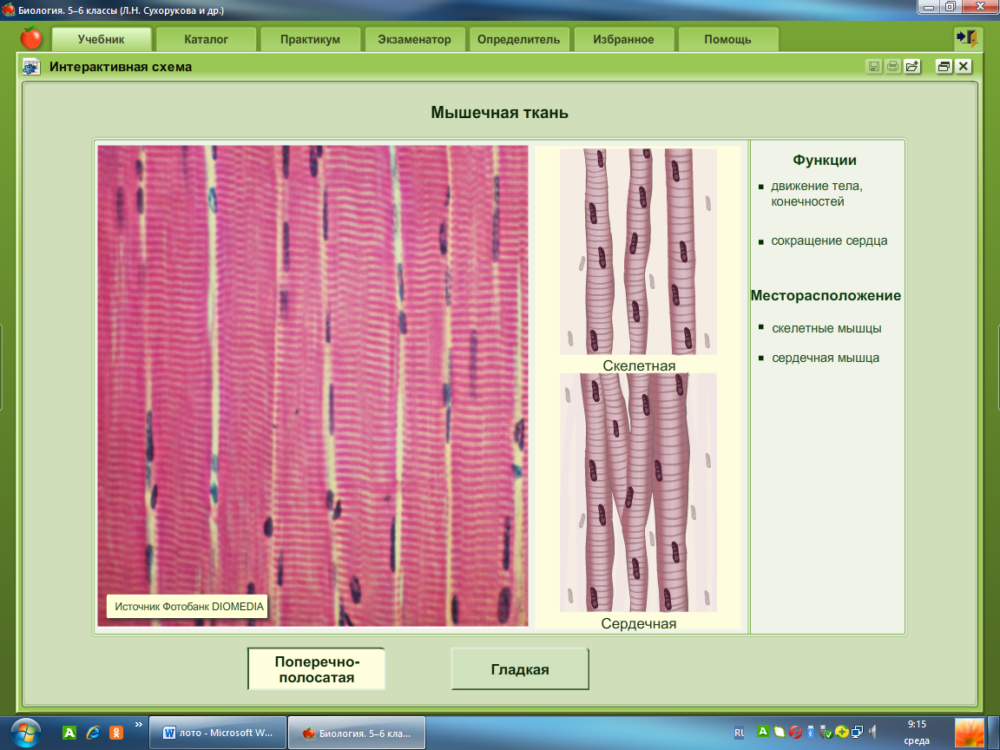 Биология. 5–6 классы (Л.Н. Сухорукова и др.)
Учебник
Каталог
Практикум
Экзаменатор
Определитель
Избранное
Помощь
Интерактивная схема
Мышечная ткань
Источник Фотобанк DIOMEDIA
Скелетная
Сердечная
Функции
движение тела,
конечностей
сокращение сердца
Месторасположение
скелетные мышцы
сердечная мышца
Поперечно-
полосатая
Гладкая
лото - Microsoft W...
Биология. 5–6 кла...
RU
9:15
среда